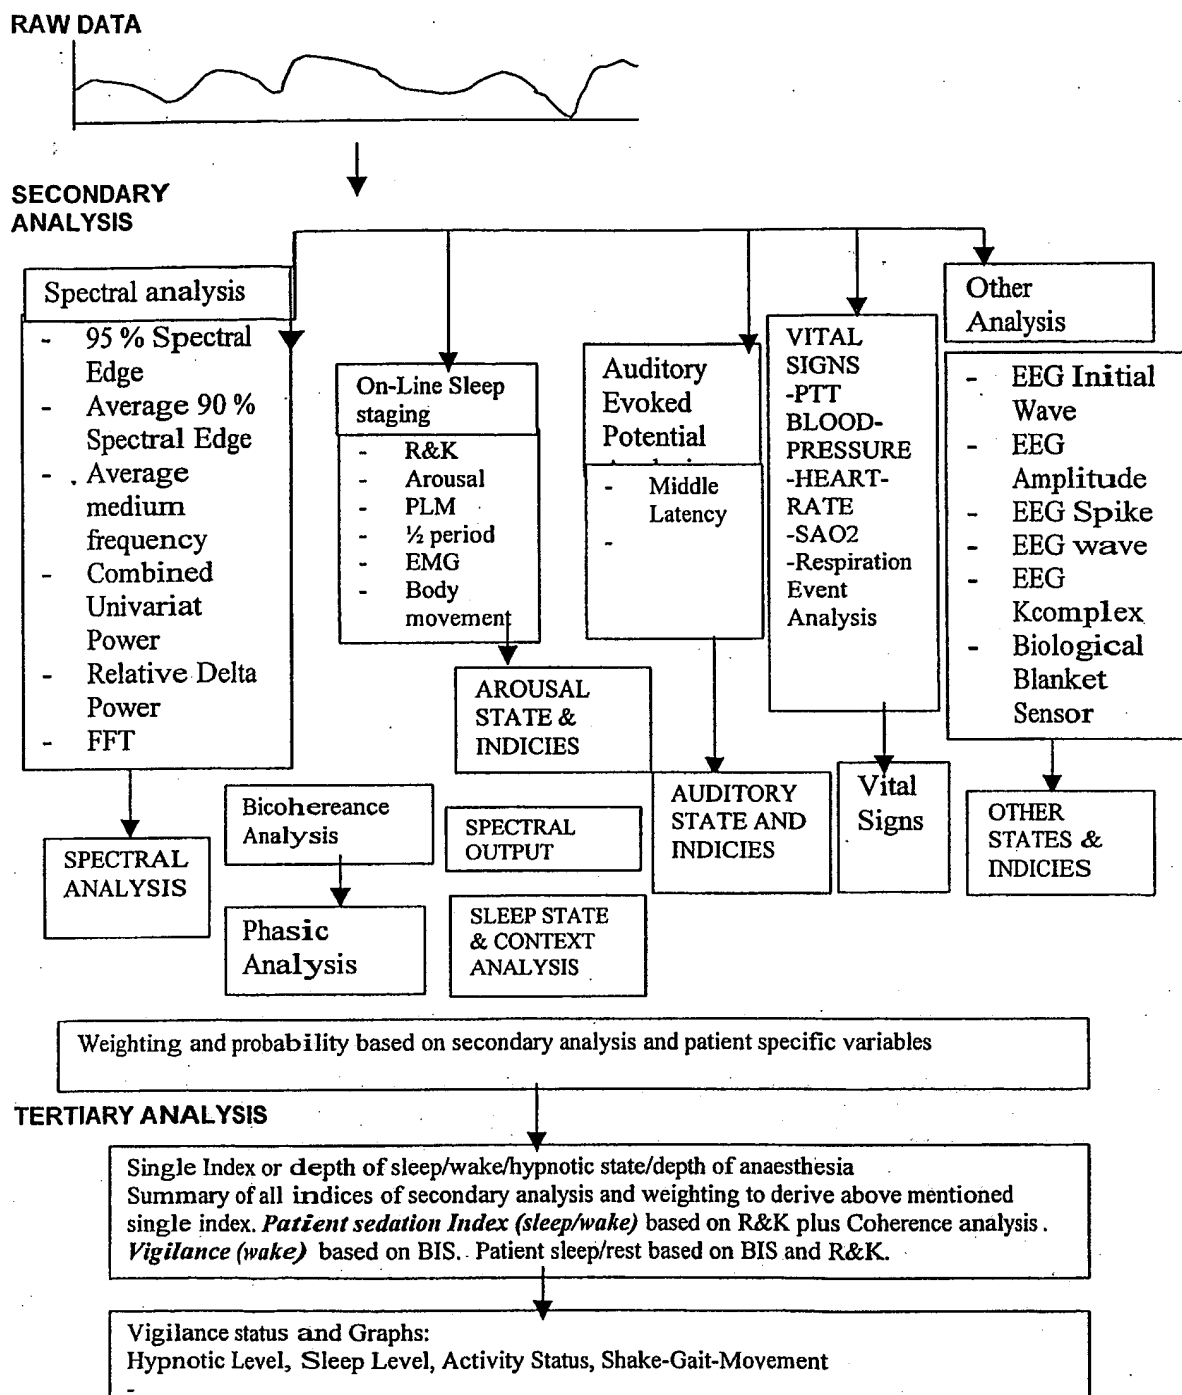 RAW DATA
SECONDARY
ANALYSIS
Spectral analysis
- 95 % Spectral
Edge
- Average 90 %
Spectral Edge
- Average
medium
frequency
- Combined
Univariat
Power
- Relative Delta
Power
- FFT
On-Line Sleep
staging
- R&K
- Arousal
- PLM
- ½ period
- EMG
- Body
movement
Auditory
Evoked
Potential
- Middle
Latency
-
VITAL
SIGNS
-PTT
BLOOD-
PRESSURE
-HEART-
RATE
-SAO2
-Respiration
Event
Analysis
Other
Analysis
- EEG Initial
Wave
- EEG
Amplitude
- EEG Spike
- EEG wave
- EEG
Kcomplex
- Biological
Blanket
Sensor
AROUSAL
STATE &
INDICIES
SPECTRAL
ANALYSIS
Bicohereance
Analysis
Phasic
Analysis
SPECTRAL
OUTPUT
SLEEP STATE
& CONTEXT
ANALYSIS
AUDITORY
STATE AND
INDICIES
Vital
Signs
OTHER
STATES &
INDICIES
Weighting and probability based on secondary analysis and patient specific variables
TERTIARY ANALYSIS
Single Index or depth of sleep/wake/hypnotic state/depth of anaesthesia
Summary of all indices of secondary analysis and weighting to derive above mentioned
single index. Patient sedation Index (sleep/wake) based on R&K plus Coherence analysis.
Vigilance (wake) based on BIS. Patient sleep/rest based on BIS and R&K.
Vigilance status and Graphs:
Hypnotic Level, Sleep Level, Activity Status, Shake-Gait-Movement
-